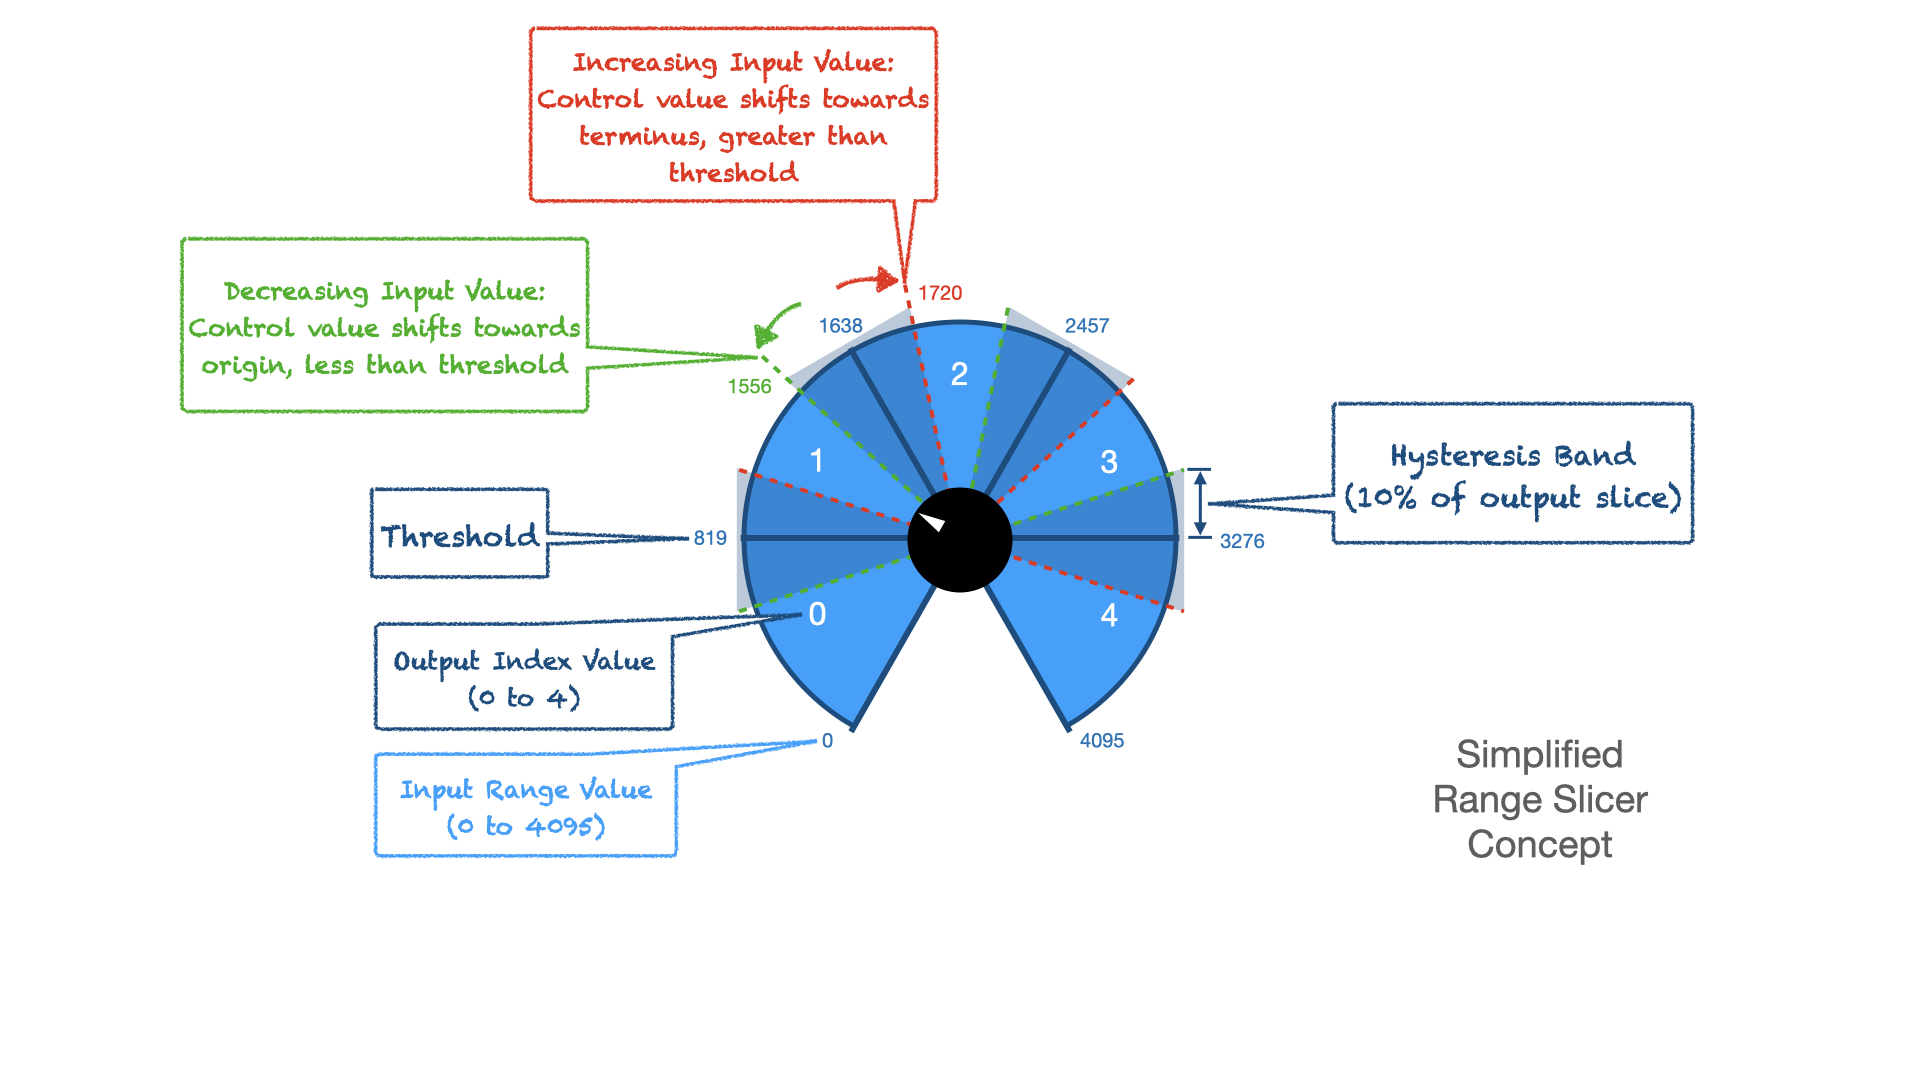 Increasing Input Value:
Control value shifts towards
terminus, greater than
threshold
Decreasing Input Value:
Control value shifts towards
origin, less than threshold
1720
1638
2457
1556
2
1
3
Hysteresis Band
(10% of output slice)
Threshold
819
3276
0
4
Output Index Value
(0 to 4)
0
4095
Input Range Value
(0 to 4095)
Simplified
Range Slicer
Concept